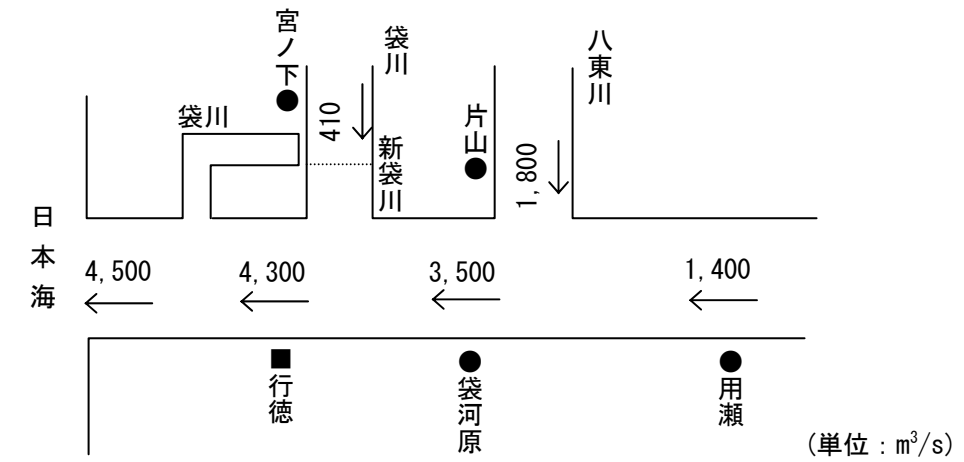 宮ノ下
袋川
八東川
袋川
410
片山
新袋川
1,800
日本海
4,500
4,300
3,500
1,400
行徳
袋河原
用瀬
(単位：m³/s)